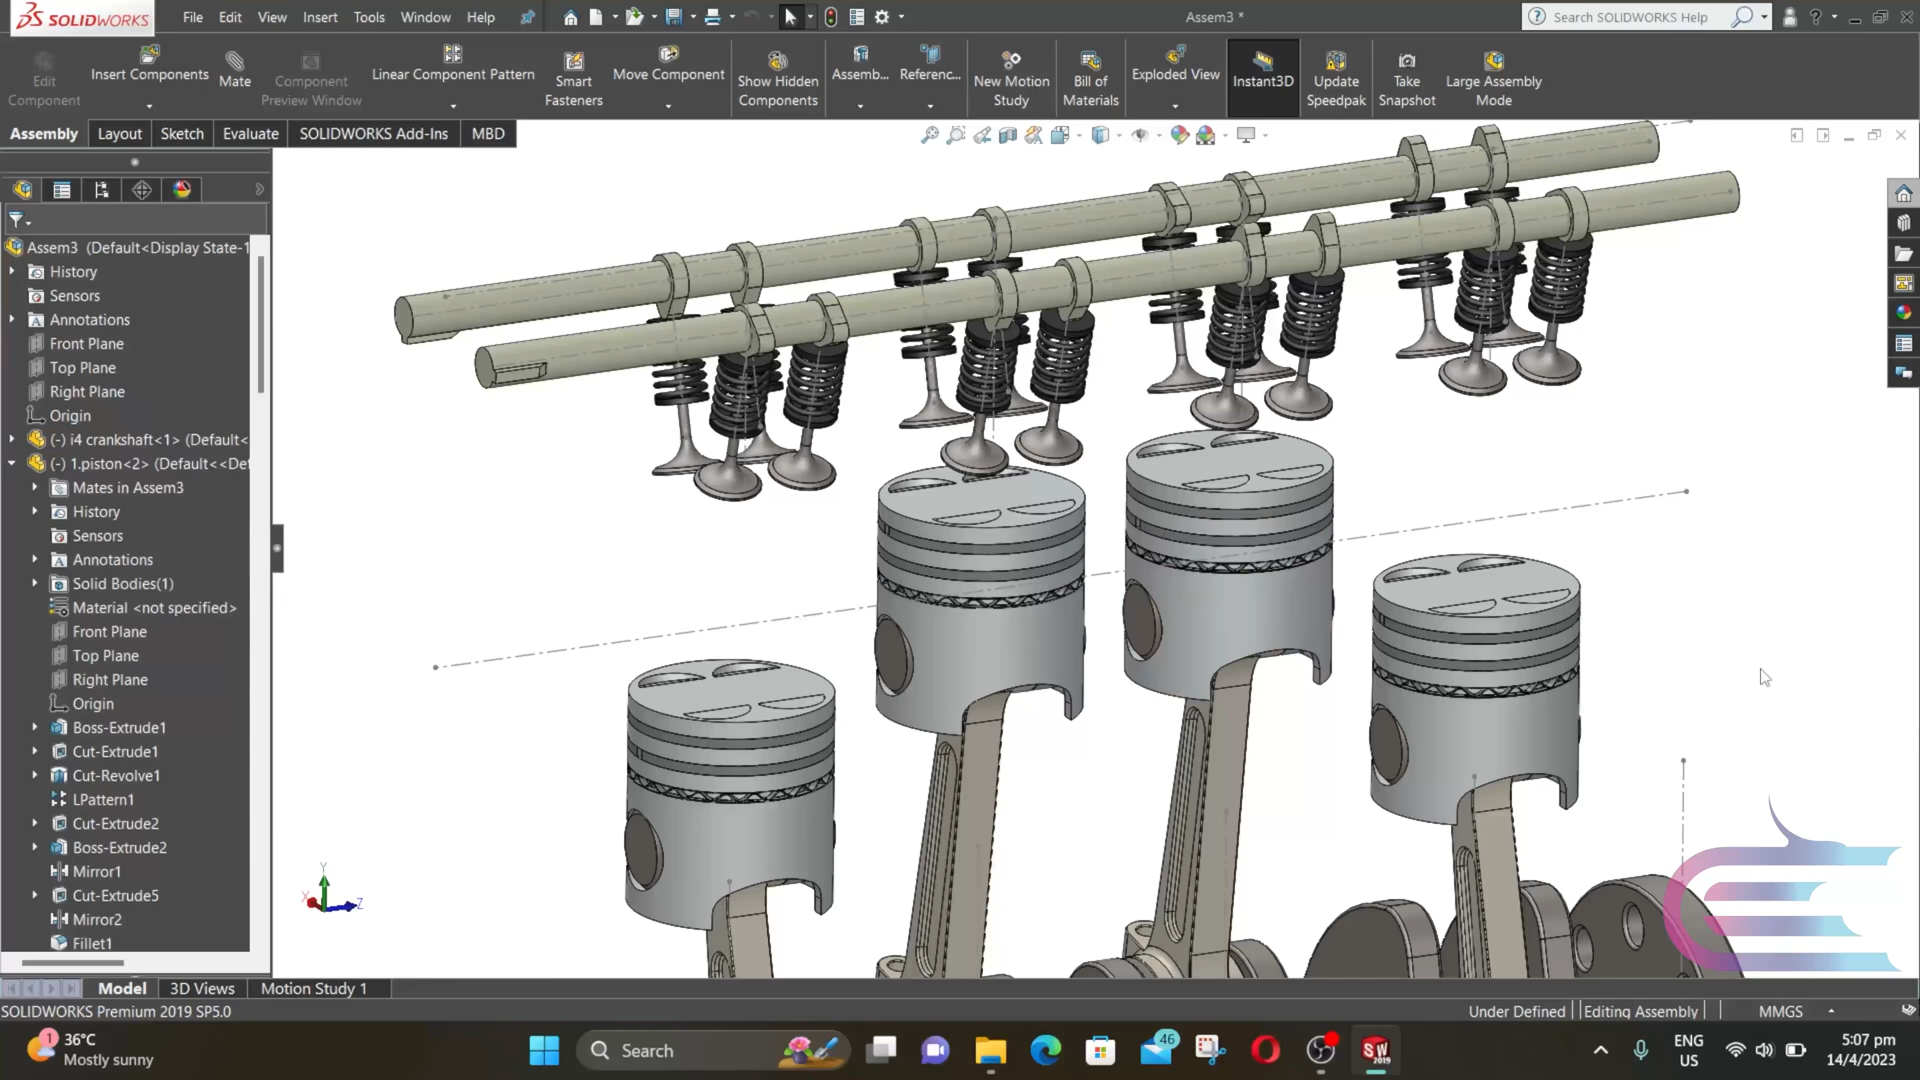 SOLIDWORKS
File Edit View Insert Tools Window Help
Assem3 *
Search SOLIDWORKS Help
Edit Component
Insert Components
Mate
Component Preview Window
Linear Component Pattern
Smart Fasteners
Move Component
Show Hidden Components
Assemb...
Referenc...
New Motion Study
Bill of Materials
Exploded View
Instant3D
Update Speedpak
Take Snapshot
Large Assembly Mode
Assembly Layout Sketch Evaluate SOLIDWORKS Add-Ins MBD
Assem3 (Default<Display State-1
History
Sensors
Annotations
Front Plane
Top Plane
Right Plane
Origin
(-) i4 crankshaft<1> (Default<
(-) 1.piston<2> (Default<<Def
Mates in Assem3
History
Sensors
Annotations
Solid Bodies(1)
Material <not specified>
Front Plane
Top Plane
Right Plane
Origin
Boss-Extrude1
Cut-Extrude1
Cut-Revolve1
LPattern1
Cut-Extrude2
Boss-Extrude2
Mirror1
Cut-Extrude5
Mirror2
Fillet1
Y
X
Z
Model 3D Views Motion Study 1
SOLIDWORKS Premium 2019 SP5.0
Under Defined Editing Assembly MMGS
1
36°C
Mostly sunny
Search
46
SW
2019
ENG
US
5:07 pm
14/4/2023